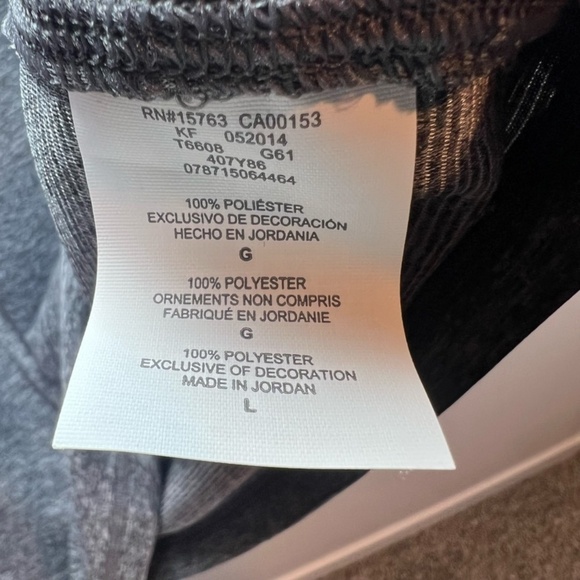 RN#15763 CA00153
KF 052014
T6608 G61
407Y86
078715064464
100% POLIÉSTER
EXCLUSIVO DE DECORACIÓN
HECHO EN JORDANIA
G
100% POLYESTER
ORNEMENTS NON COMPRIS
FABRIQUÉ EN JORDANIE
G
100% POLYESTER
EXCLUSIVE OF DECORATION
MADE IN JORDAN
L